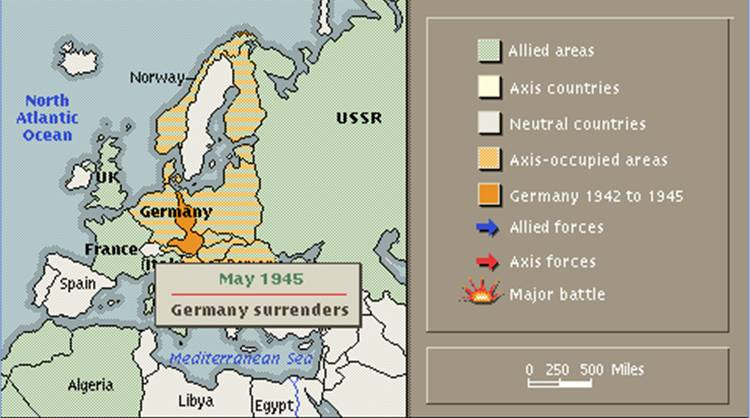 Norway
North
Atlantic
Ocean
USSR
UK
Germany
France
Spain
May 1945
Germany surrenders
Mediterranean Sea
Algeria
Libya
Egypt
Allied areas
Axis countries
Neutral countries
Axis-occupied areas
Germany 1942 to 1945
Allied forces
Axis forces
Major battle
0 250 500 Miles